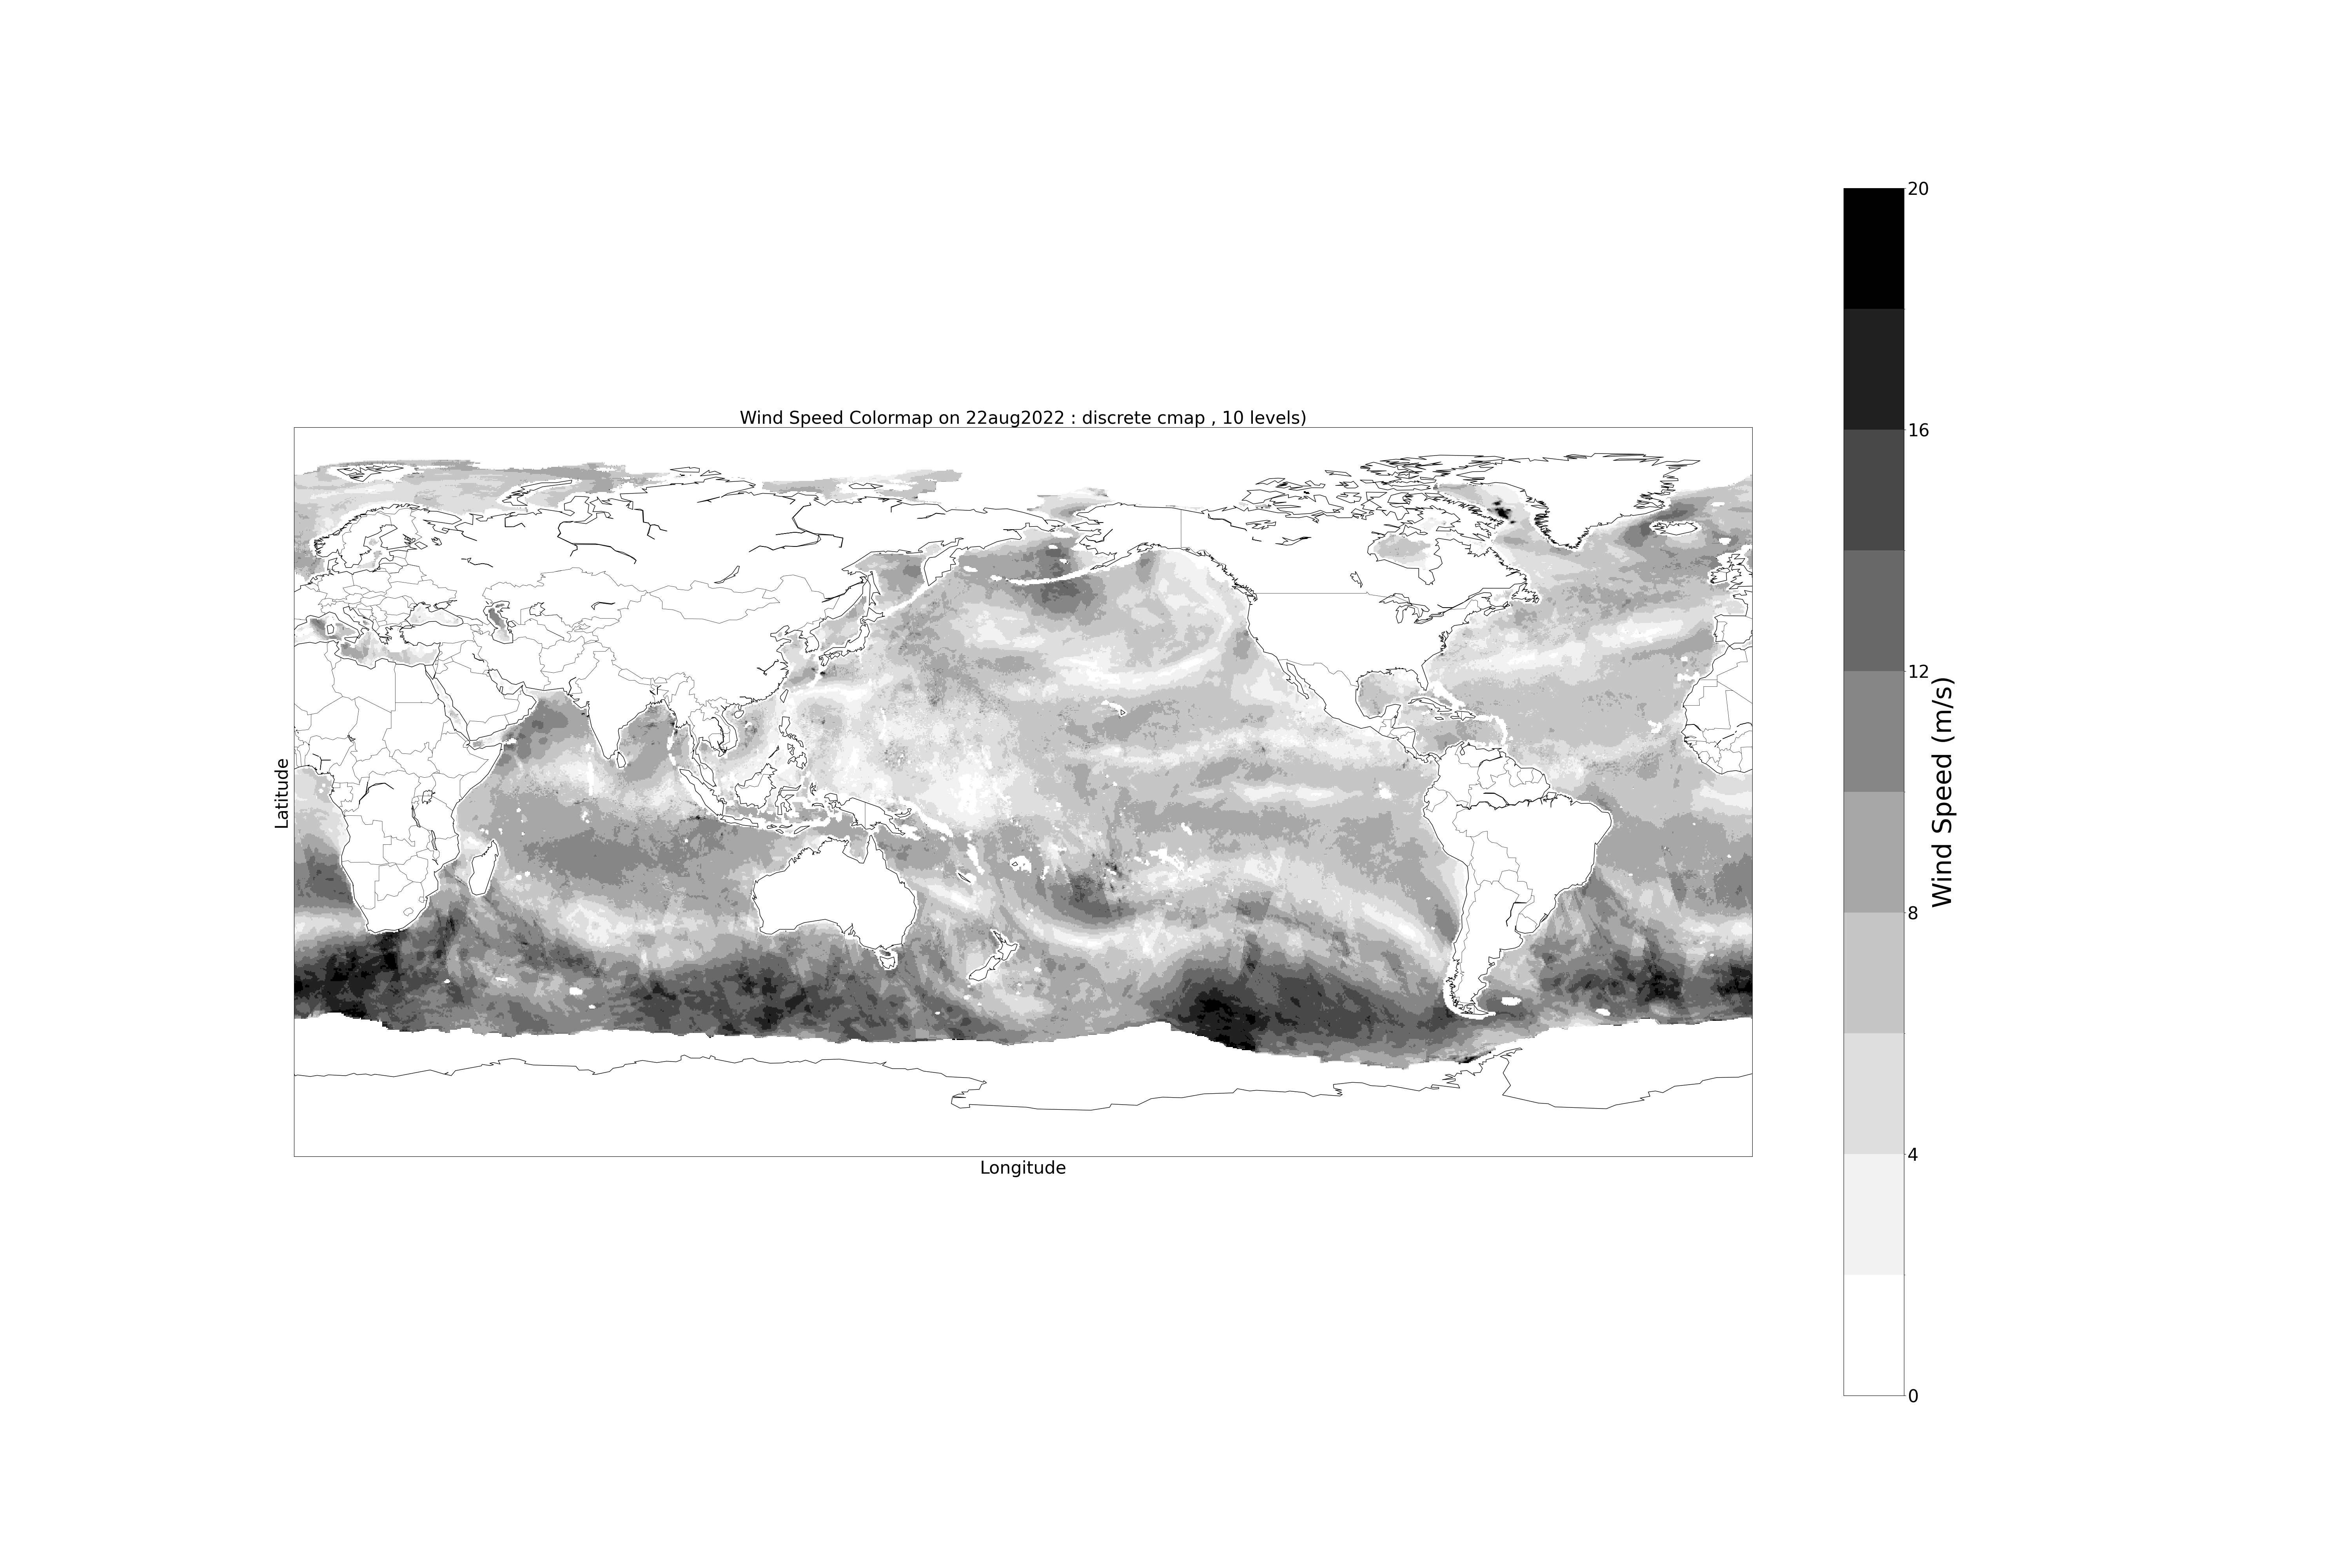 Wind Speed Colormap on 22aug2022 : discrete cmap , 10 levels)
Latitude
Longitude
20
16
12
8
4
0
Wind Speed (m/s)